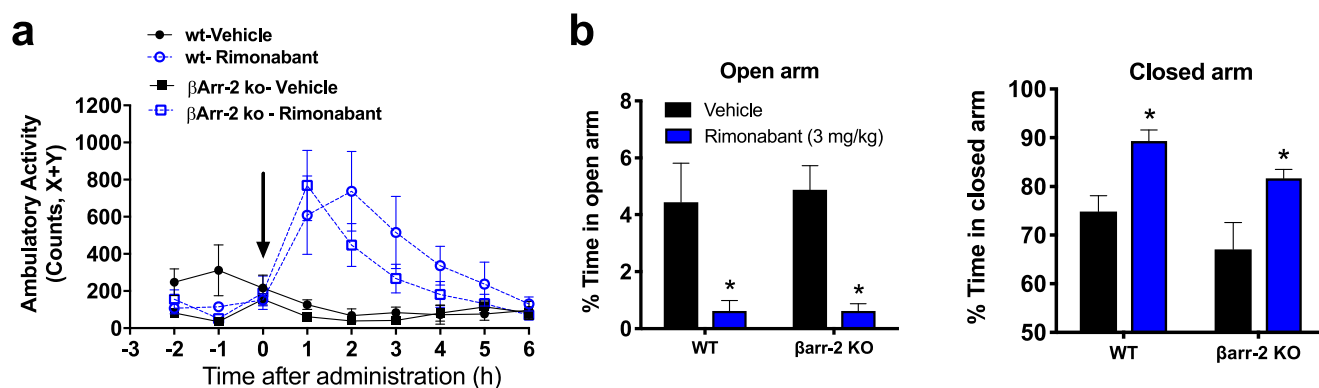 a
wt-Vehicle
wt- Rimonabant
βArr-2 ko- Vehicle
βArr-2 ko - Rimonabant
Ambulatory Activity
(Counts, X+Y)
1200
1000
800
600
400
200
0
-3 -2 -1 0 1 2 3 4 5 6
Time after administration (h)
b
Open arm
Vehicle
Rimonabant (3 mg/kg)
% Time in open arm
8
6
4
2
0
* *
WT βarr-2 KO
Closed arm
% Time in closed arm
100
90
80
70
60
50
* *
WT βarr-2 KO